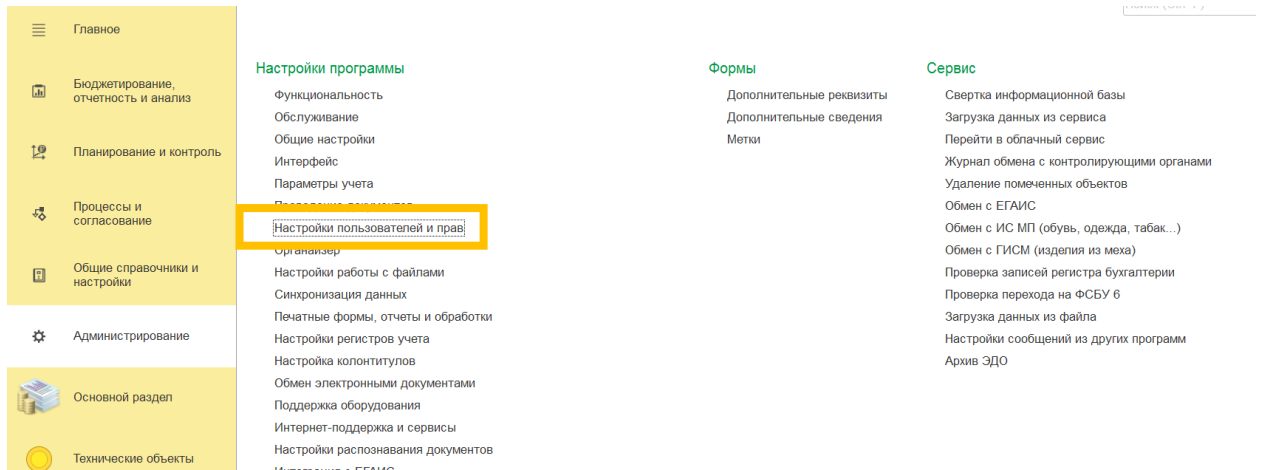 Главное
Бюджетирование,
отчетность и анализ
Планирование и контроль
Процессы и
согласование
Общие справочники и
настройки
Администрирование
Основной раздел
Технические объекты
Настройки программы
Функциональность
Обслуживание
Общие настройки
Интерфейс
Параметры учета
Настройки пользователей и прав
Органайзер
Настройки работы с файлами
Синхронизация данных
Печатные формы, отчеты и обработки
Настройки регистров учета
Настройка колонтитулов
Обмен электронными документами
Поддержка оборудования
Интернет-поддержка и сервисы
Настройки распознавания документов
Формы
Дополнительные реквизиты
Дополнительные сведения
Метки
Сервис
Свертка информационной базы
Загрузка данных из сервиса
Перейти в облачный сервис
Журнал обмена с контролирующими органами
Удаление помеченных объектов
Обмен с ЕГАИС
Обмен с ИС МП (обувь, одежда, табак...)
Обмен с ГИСМ (изделия из меха)
Проверка записей регистра бухгалтерии
Проверка перехода на ФСБУ 6
Загрузка данных из файла
Настройки сообщений из других программ
Архив ЭДО